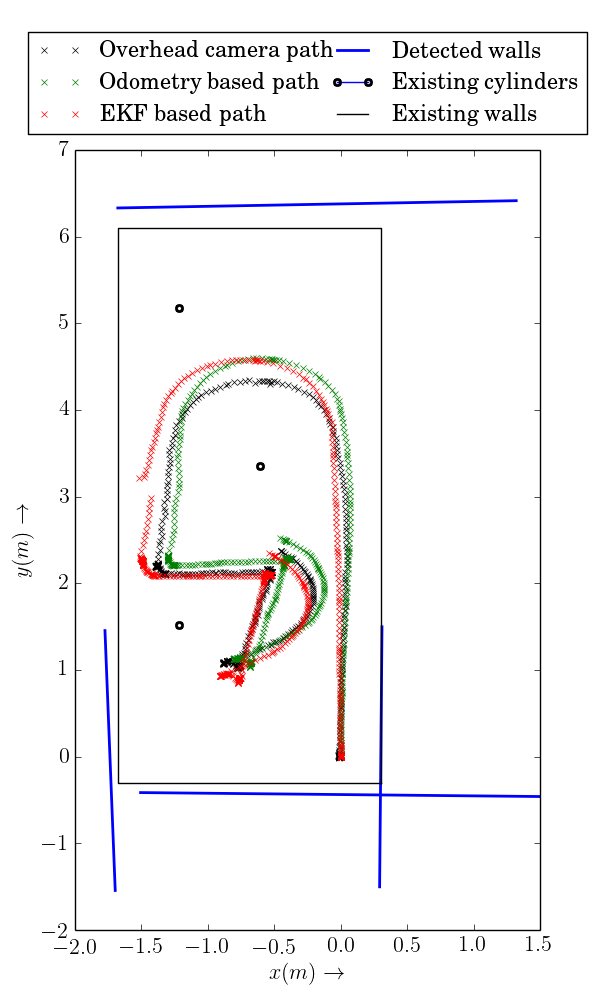 Overhead camera path Detected walls
Odometry based path Existing cylinders
EKF based path Existing walls
7
6
5
4
3
2
1
0
−1
−2
y(m) →
−2.0 −1.5 −1.0 −0.5 0.0 0.5 1.0 1.5
x(m) →